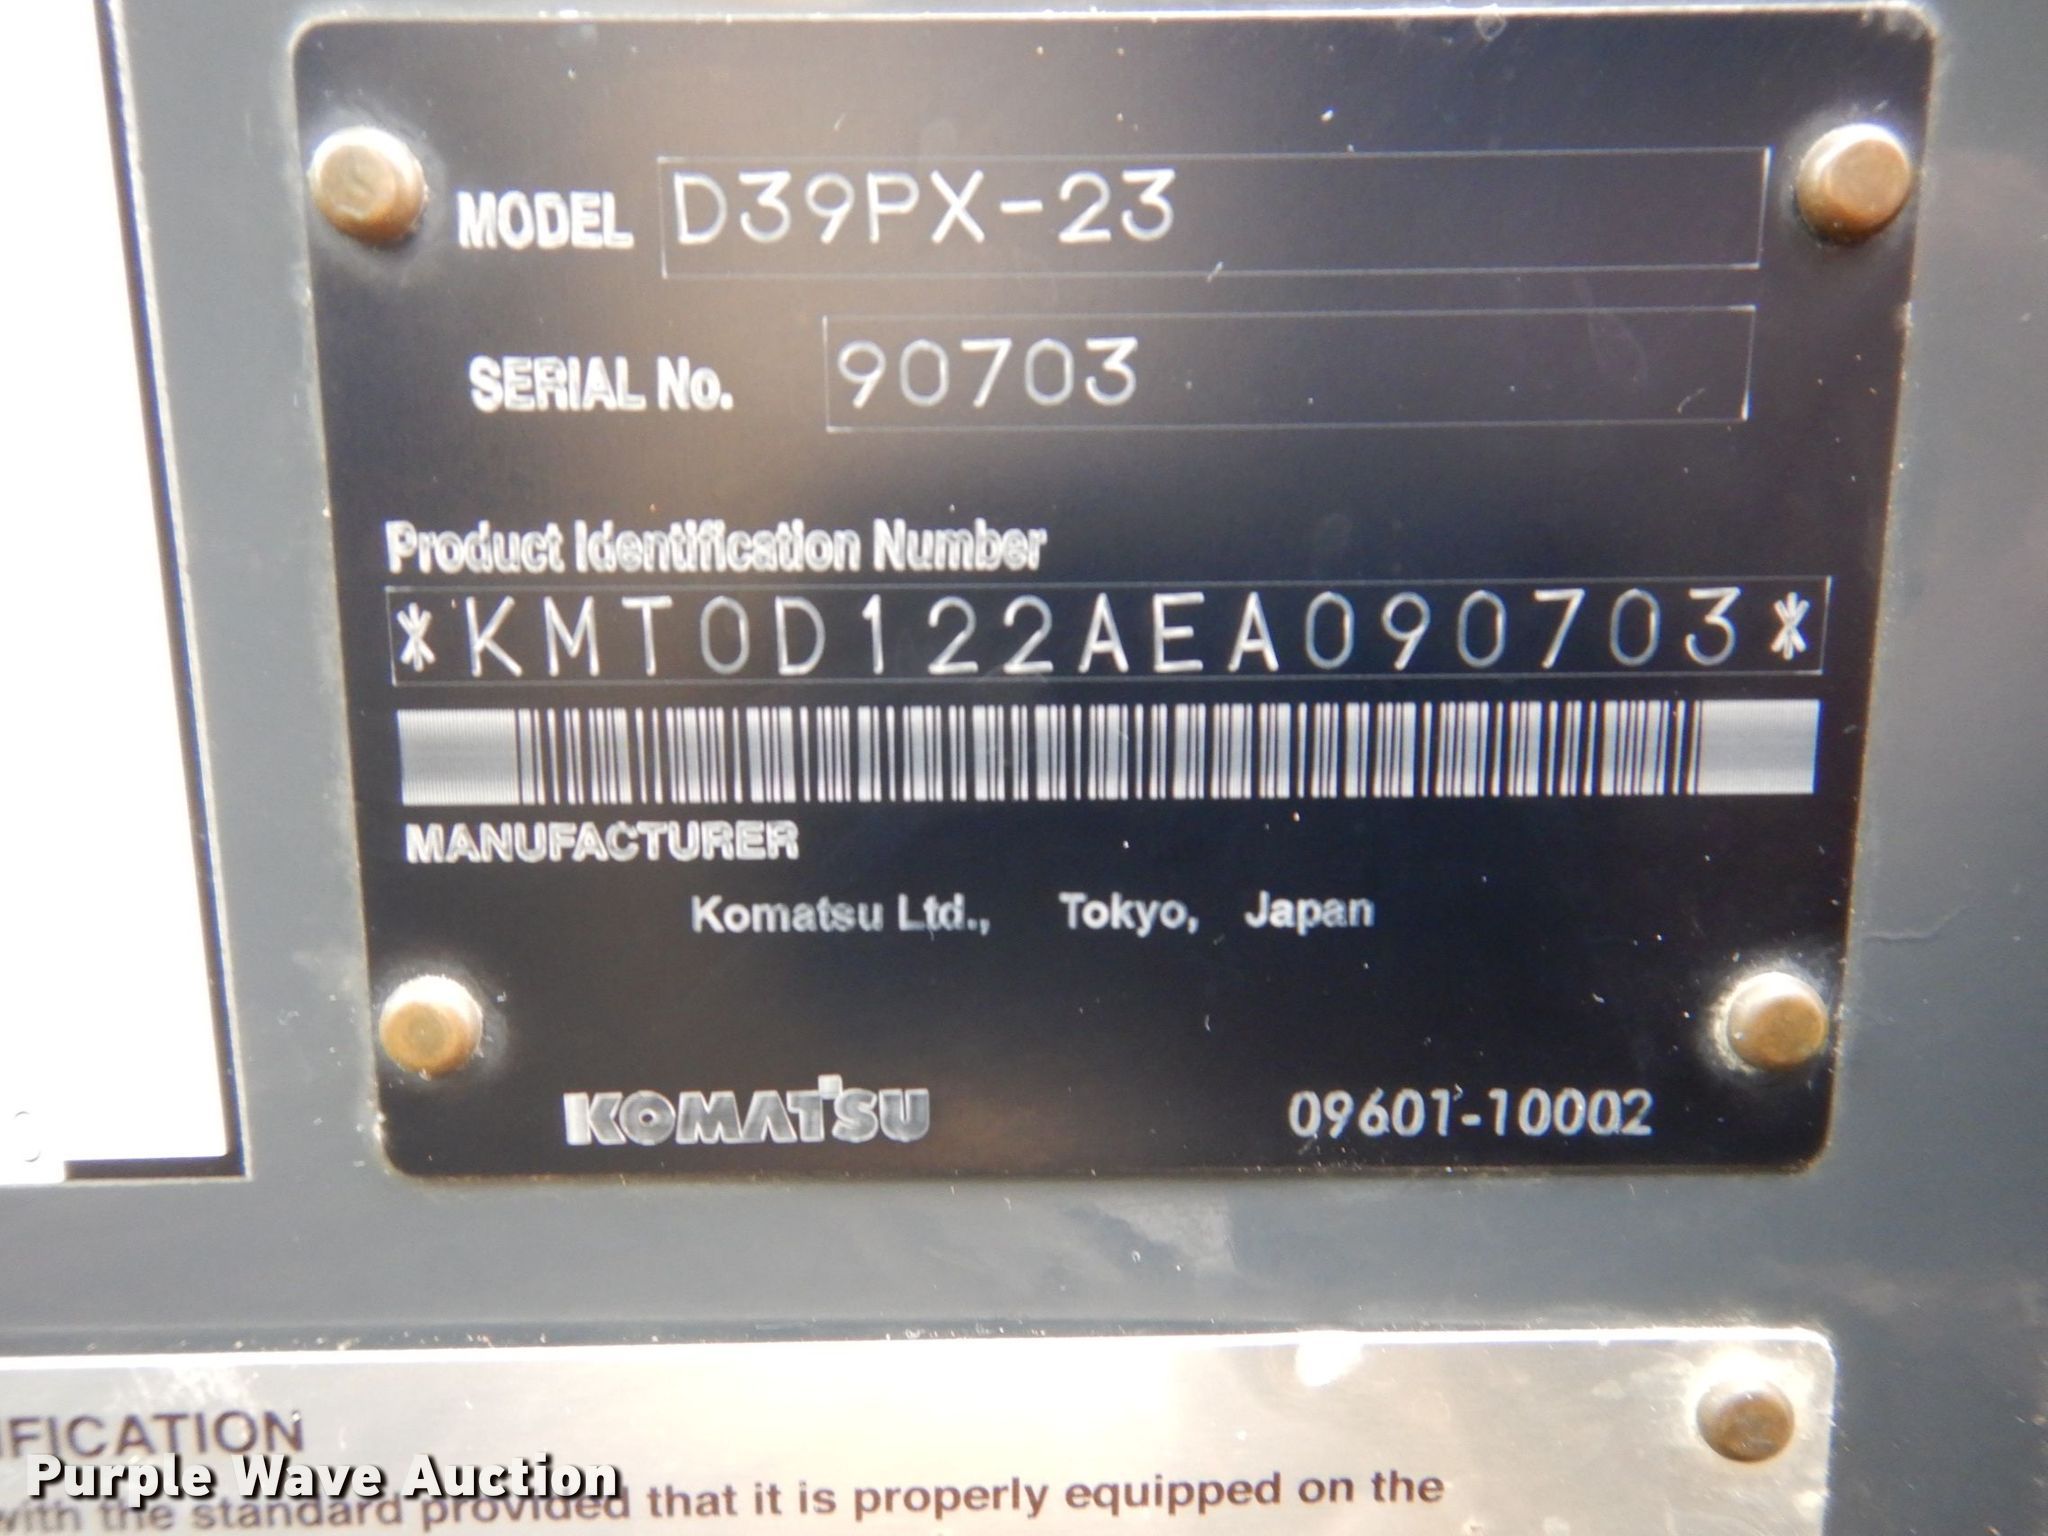 MODEL D39PX-23
SERIAL No. 90703
Product Identification Number
*KMT0D122AEA090703*
MANUFACTURER
Komatsu Ltd., Tokyo, Japan
KOMATSU 09601-10002
IFICATION
Purple Wave Auction
with the standard provided that it is properly equipped on the